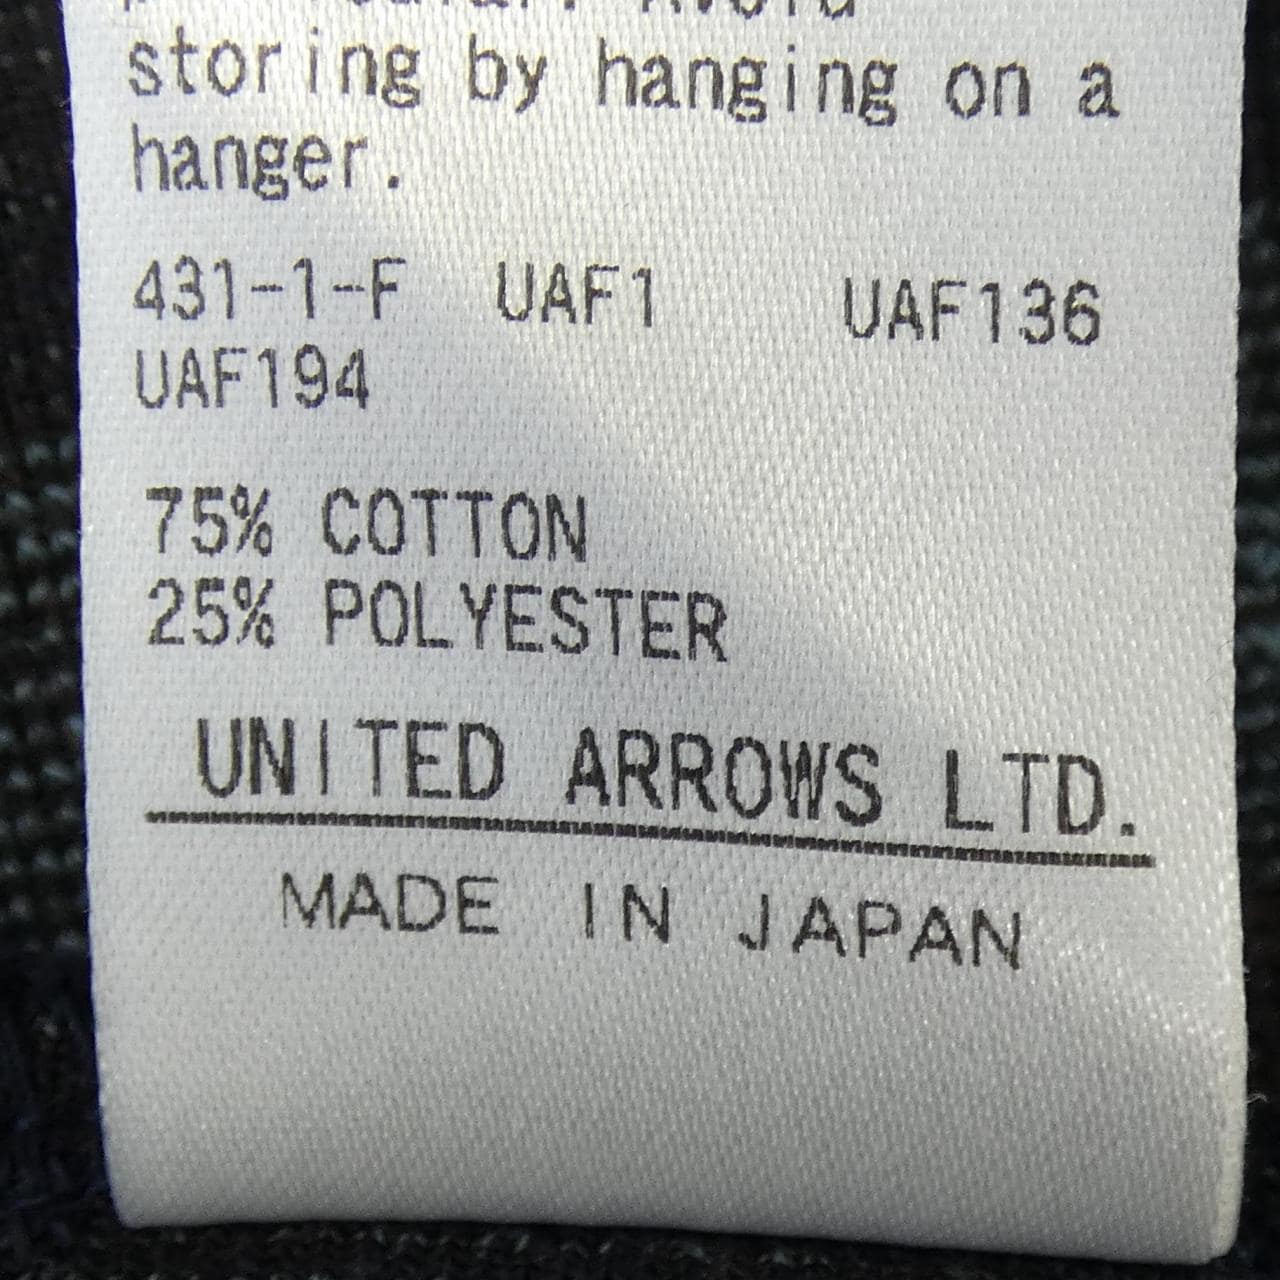 storing by hanging on a
hanger.
431-1-F UAF1 UAF136
UAF194
75% COTTON
25% POLYESTER
UNITED ARROWS LTD.
MADE IN JAPAN